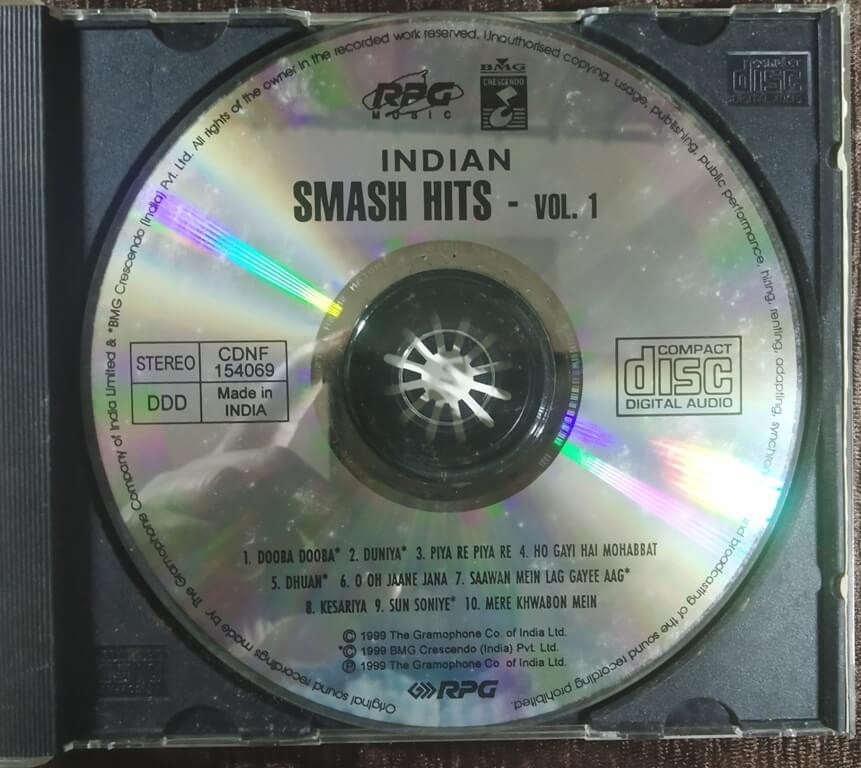 RPG
MUSIC
BMG
CRESCENDO
INDIAN
SMASH HITS - VOL. 1
STEREO
CDNF
154069
DDD
Made in
INDIA
COMPACT
disc
DIGITAL AUDIO
1. DOOBA DOOBA* 2. DUNIYA* 3. PIYA RE PIYA RE 4. HO GAYI HAI MOHABBAT
5. DHUAN* 6. O OH JAANE JANA 7. SAAWAN MEIN LAG GAYEE AAG*
8. KESARIYA 9. SUN SONIYE* 10. MERE KHWABON MEIN
© 1999 The Gramophone Co. of India Ltd.
*© 1999 BMG Crescendo (India) Pvt. Ltd.
℗ 1999 The Gramophone Co. of India Ltd.
RPG
Original sound recordings made by: The Gramophone Company of India Limited & *BMG Crescendo (India) Pvt. Ltd. All rights of the owner in the recorded work reserved. Unauthorised copying, usage, publishing, public performance, hiring, renting, adapting, and broadcasting of the sound recording prohibited.
COMPACT
disc
DIGITAL AUDIO